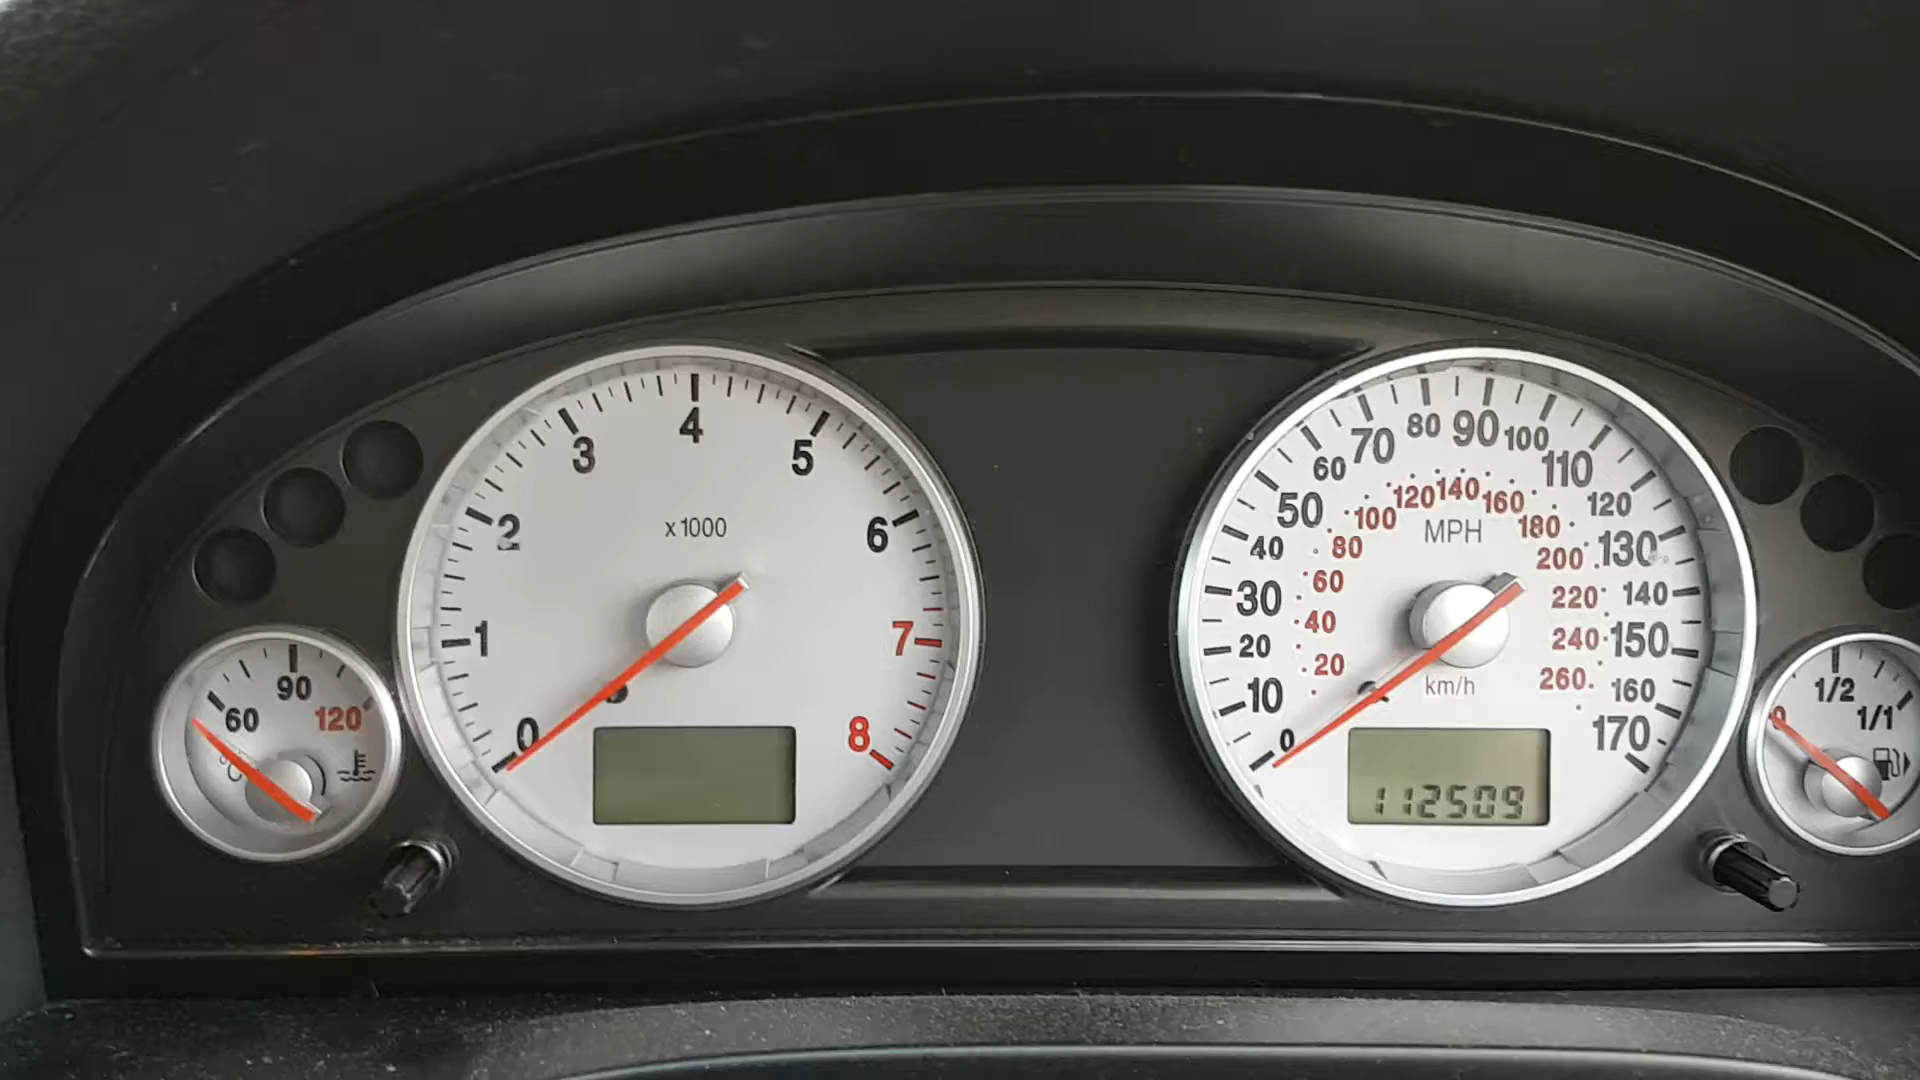 60 90 120
°C
0 1 2 3 4 5 6 7 8
x1000
0 10 20 30 40 50 60 70 80 90 100 110 120 130 140 150 160 170
MPH
20 40 60 80 100 120 140 160 180 200 220 240 260
km/h
112509
0 1/2 1/1